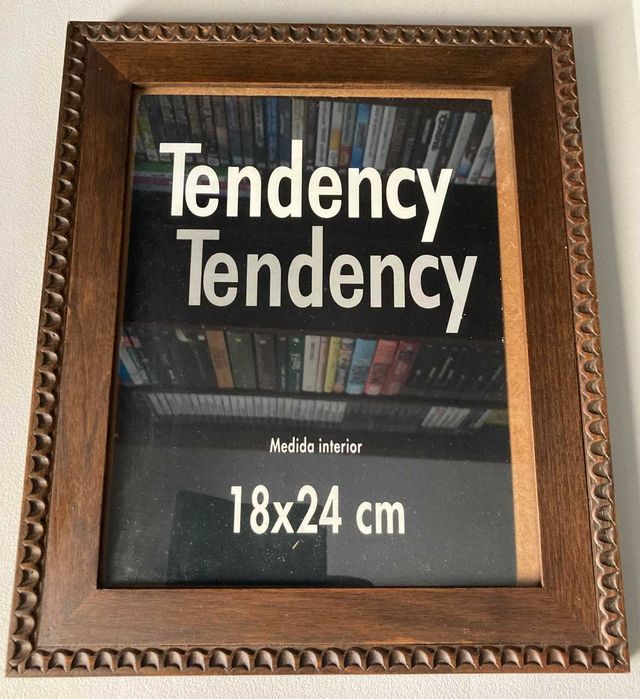 Tendency
Tendency
Medida interior
18x24 cm